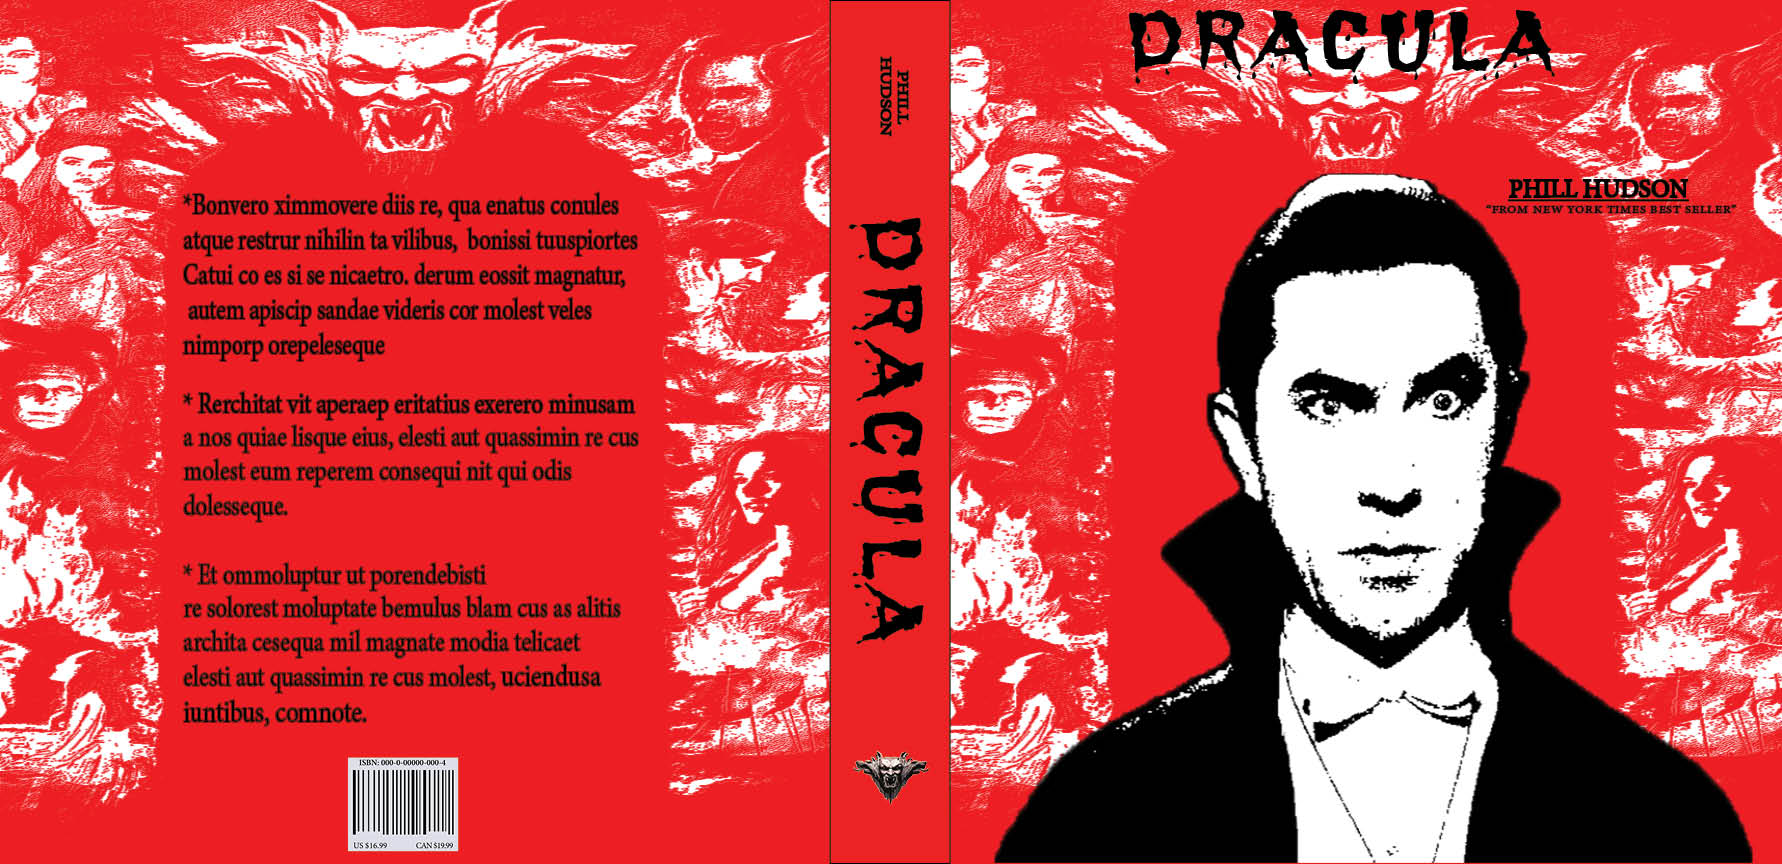 *Bonvero ximmovere diis re, qua enatus conules
atque restrur nihilin ta vilibus,  bonissi tuuspiortes
Catui co es si se nicaetro. derum eossit magnatur,
autem apiscip sandae videris cor molest veles
nimporp orepeleseque
* Rerchitat vit aperaep eritatius exerero minusam
a nos quiae lisque eius, elesti aut quassimin re cus
molest eum reperem consequi nit qui odis
dolesseque.
* Et ommoluptur ut porendebisti
re solorest moluptate bemulus blam cus as alitis
archita cesequa mil magnate modia telicaet
elesti aut quassimin re cus molest, uciendusa
iuntibus, comnote.
ISBN: 000-0-00000-000-4
US $16.99 CAN $19.99
PHILL
HUDSON
DRACULA
DRACULA
PHILL HUDSON
"FROM NEW YORK TIMES BEST SELLER"